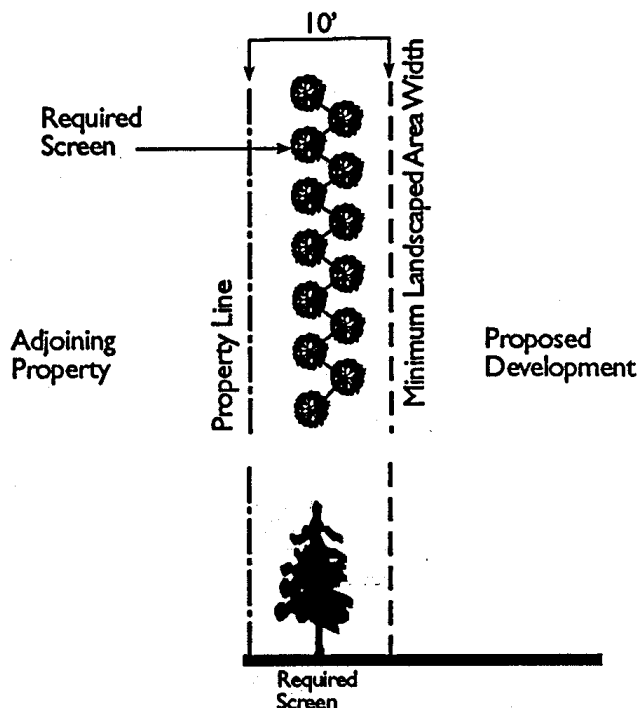 10'
Required
Screen
Adjoining
Property
Property Line
Minimum Landscaped Area Width
Proposed
Development
Required
Screen